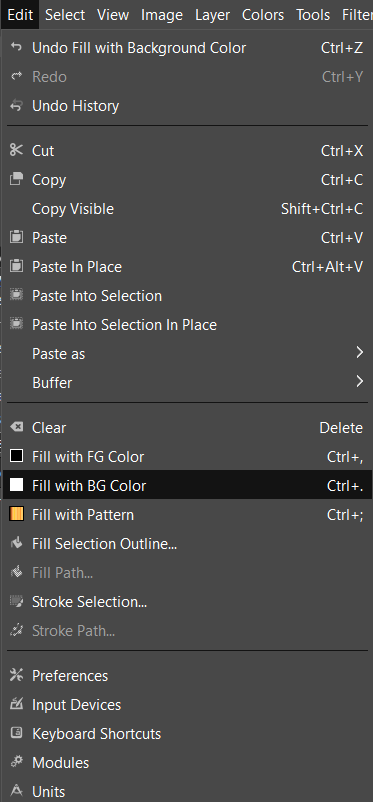 Edit Select View Image Layer Colors Tools Filter
Undo Fill with Background Color Ctrl+Z
Redo Ctrl+Y
Undo History
Cut Ctrl+X
Copy Ctrl+C
Copy Visible Shift+Ctrl+C
Paste Ctrl+V
Paste In Place Ctrl+Alt+V
Paste Into Selection
Paste Into Selection In Place
Paste as
Buffer
Clear Delete
Fill with FG Color Ctrl+,
Fill with BG Color Ctrl+.
Fill with Pattern Ctrl+;
Fill Selection Outline...
Fill Path...
Stroke Selection...
Stroke Path...
Preferences
Input Devices
Keyboard Shortcuts
Modules
Units